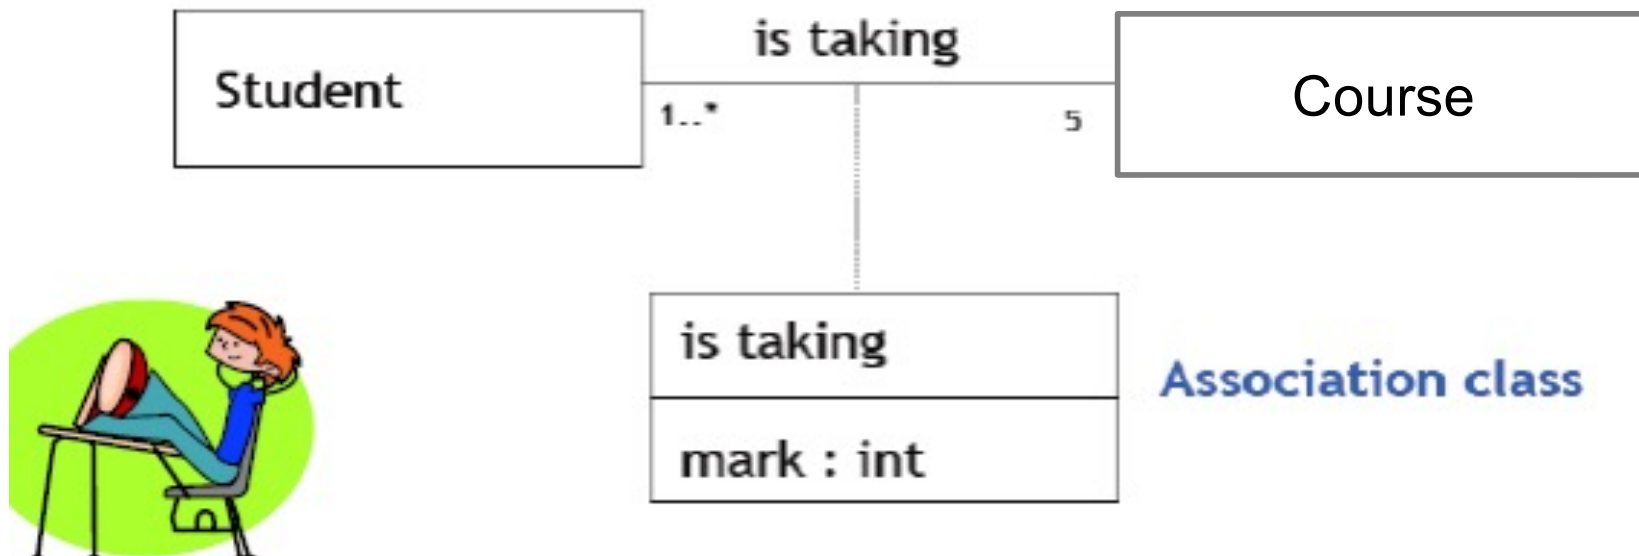 is taking
Student
1..*
5
Course
is taking
mark : int
Association class